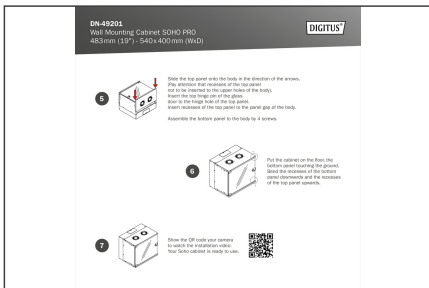 DN-49201
Wall Mounting Cabinet SOHO PRO
483mm (19") - 540x400mm (WxD)
DIGITUS®
5
Slide the top panel onto the body in the direction of the arrows.
(Pay attention that recesses of the top panel
not to be inserted to the upper holes of the body).
Insert the top hinge pin of the glass
door to the hinge hole of the top panel.
Insert recesses of the top panel to the panel gap of the body.
Assemble the bottom panel to the body by 4 screws.
6
Put the cabinet on the floor, the
bottom panel touching the ground.
Bend the recesses of the bottom
panel downwards and the recesses
of the top panel upwards.
7
Show the QR code your camera
to watch the installation video.
Your Soho cabinet is ready to use.